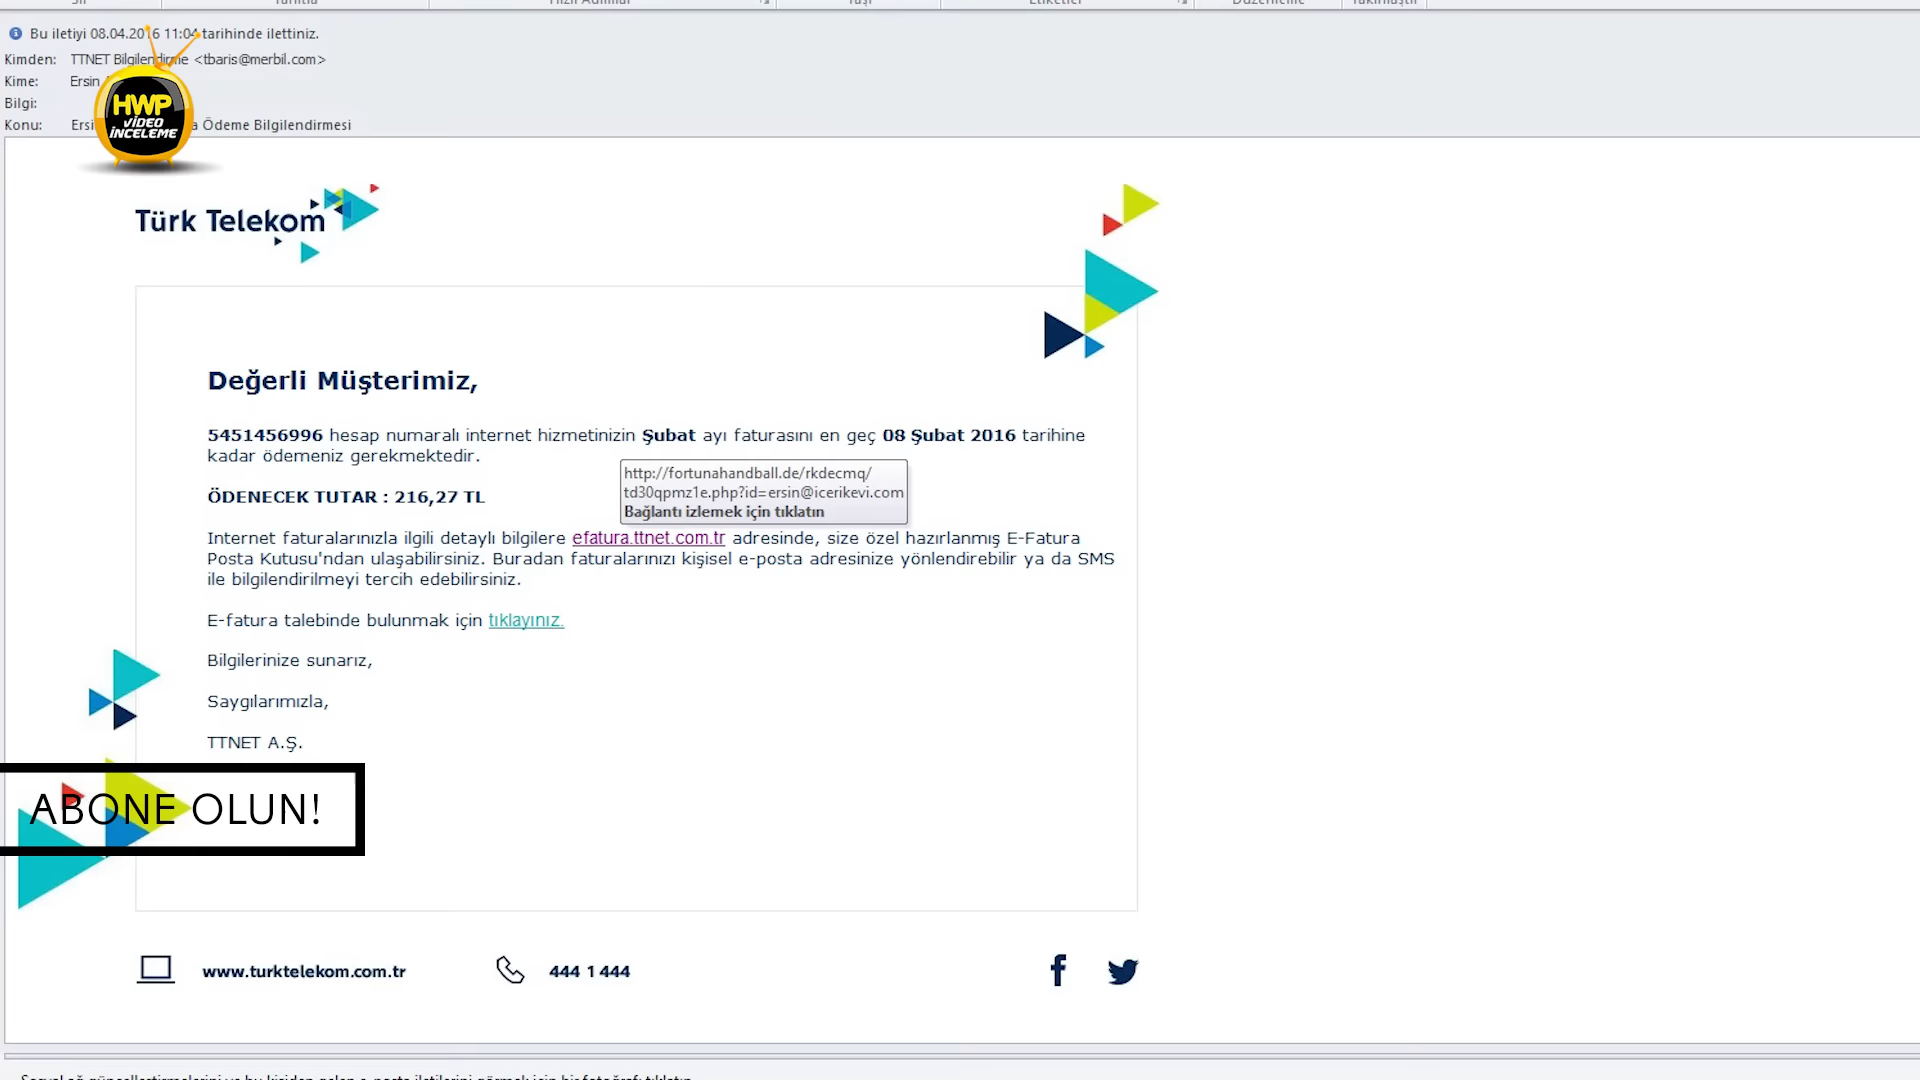 Bu iletiyi 08.04.2016 11:04 tarihinde ilettiniz.
Kimden: TTNET Bilgilendirme <tbaris@merbil.com>
Kime: Ersin
Bilgi:
Konu: Ersi a Ödeme Bilgilendirmesi
HWP
VİDEO
İNCELEME
Türk Telekom
Değerli Müşterimiz,
5451456996 hesap numaralı internet hizmetinizin Şubat ayı faturasını en geç 08 Şubat 2016 tarihine
kadar ödemeniz gerekmektedir.
http://fortunahandball.de/rkdecmq/
td30qpmz1e.php?id=ersin@icerikevi.com
Bağlantı izlemek için tıklatın
ÖDENECEK TUTAR : 216,27 TL
Internet faturalarınızla ilgili detaylı bilgilere efatura.ttnet.com.tr adresinde, size özel hazırlanmış E-Fatura
Posta Kutusu'ndan ulaşabilirsiniz. Buradan faturalarınızı kişisel e-posta adresinize yönlendirebilir ya da SMS
ile bilgilendirilmeyi tercih edebilirsiniz.
E-fatura talebinde bulunmak için tıklayınız.
Bilgilerinize sunarız,
Saygılarımızla,
TTNET A.Ş.
ABONE OLUN!
www.turktelekom.com.tr 444 1 444